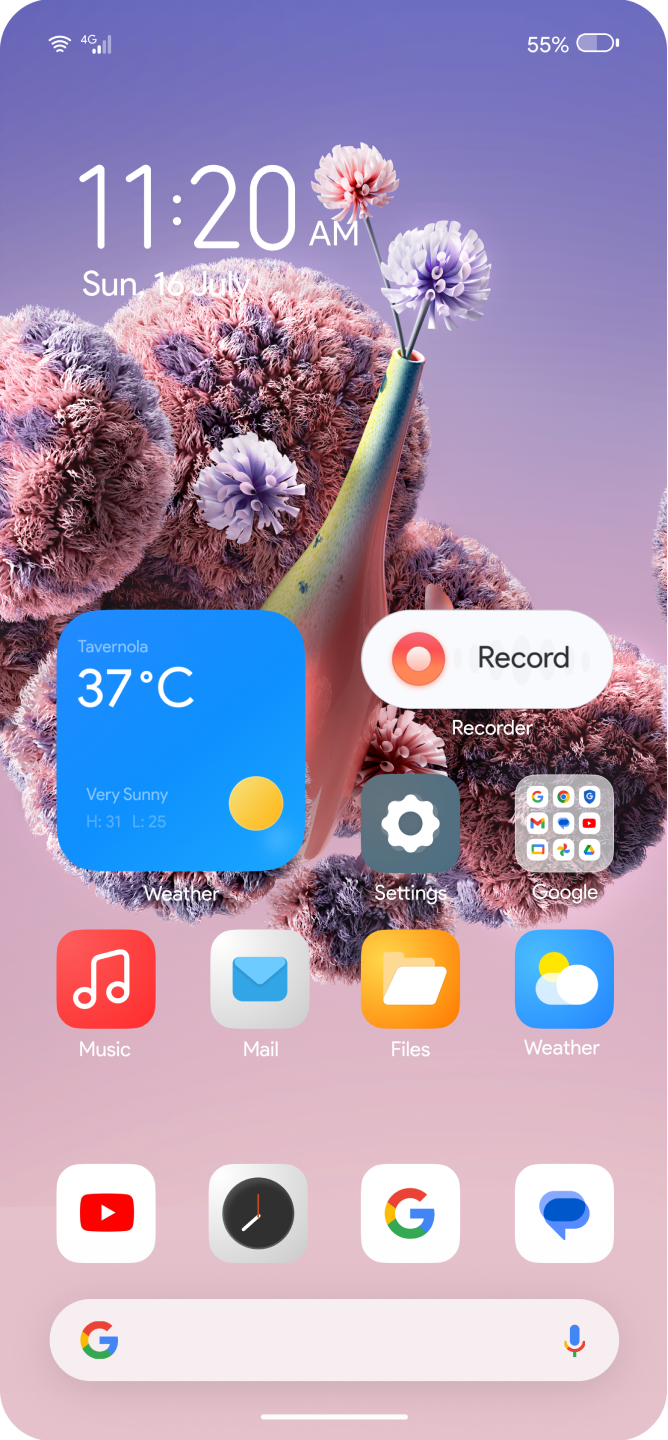 4G
55%
11:20 AM
Sun, 16 July
Tavernola
37°C
Very Sunny
H: 31 L: 25
Weather
Record
Recorder
Settings
Google
Music
Mail
Files
Weather